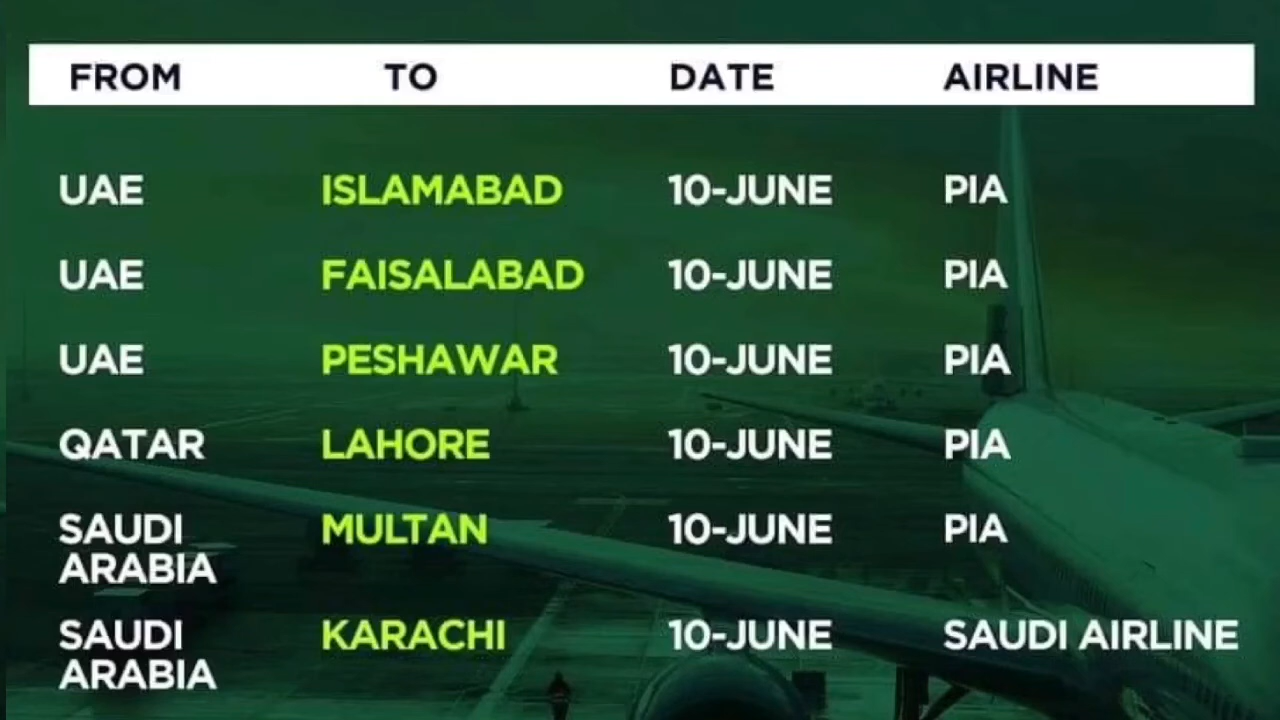 FROM TO DATE AIRLINE
UAE ISLAMABAD 10-JUNE PIA
UAE FAISALABAD 10-JUNE PIA
UAE PESHAWAR 10-JUNE PIA
QATAR LAHORE 10-JUNE PIA
SAUDI MULTAN 10-JUNE PIA
ARABIA
SAUDI KARACHI 10-JUNE SAUDI AIRLINE
ARABIA